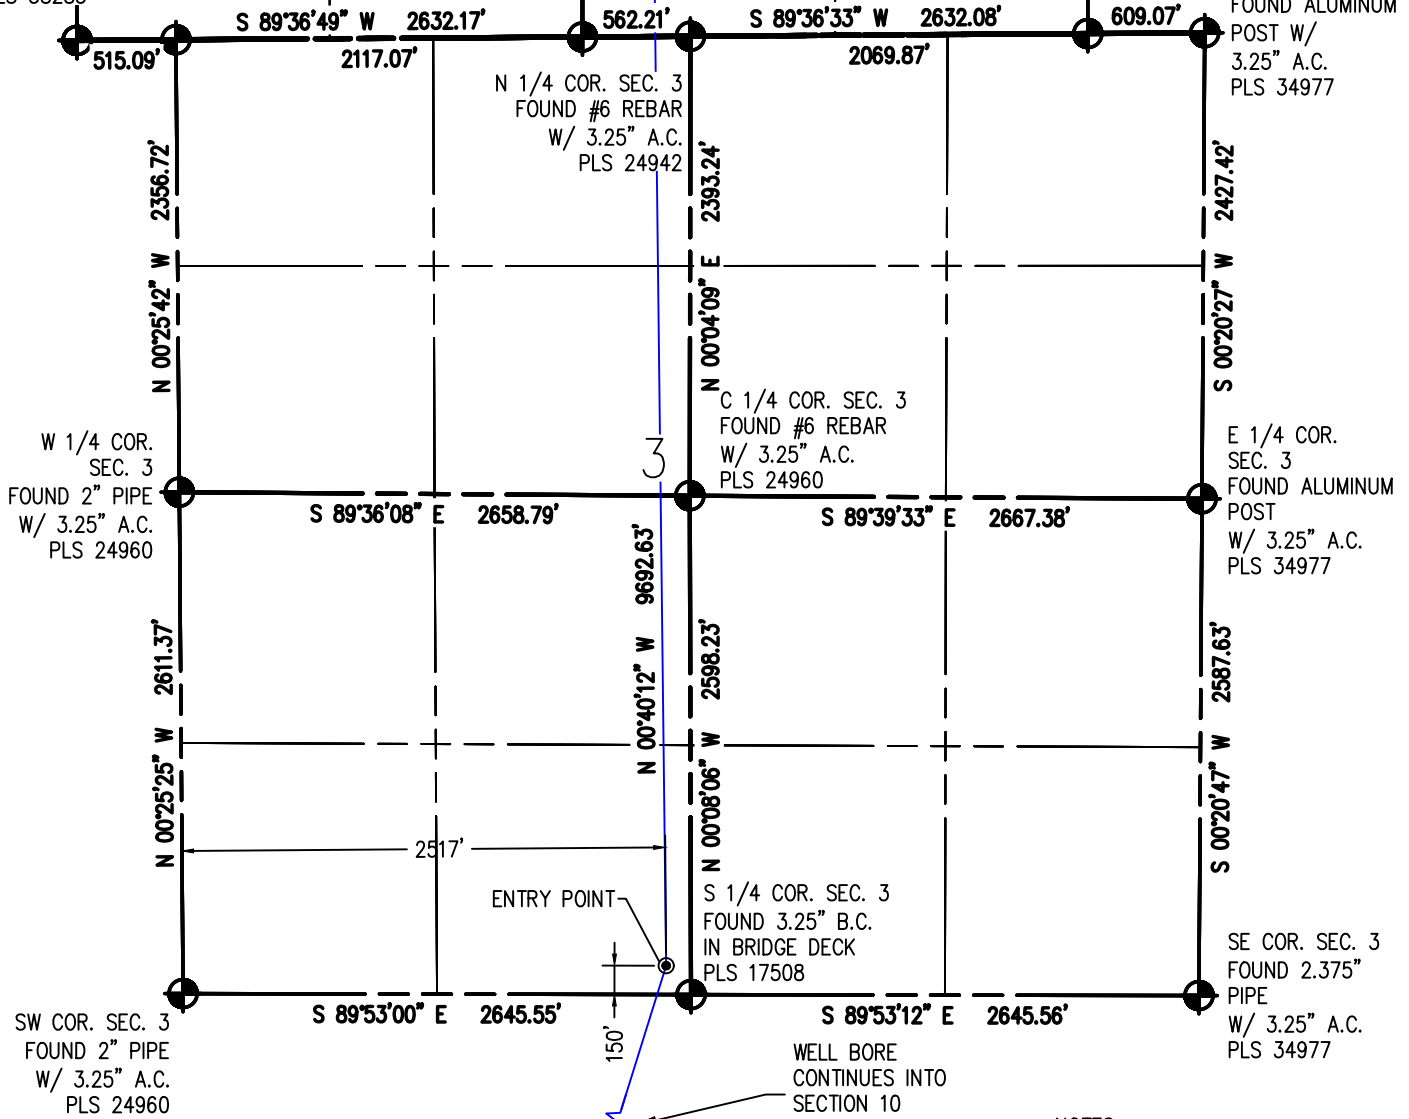 S 89°36'49" W 2632.17'
562.21'
S 89°36'33" W 2632.08'
609.07'
515.09'
2117.07'
2069.87'
FOUND ALUMINUM
POST W/
3.25" A.C.
PLS 34977
N 1/4 COR. SEC. 3
FOUND #6 REBAR
W/ 3.25" A.C.
PLS 24942
N 00°25'42" W 2356.72'
N 00°04'09" E 2393.24'
S 00°20'27" W 2427.42'
C 1/4 COR. SEC. 3
FOUND #6 REBAR
W/ 3.25" A.C.
PLS 24960
3
W 1/4 COR.
SEC. 3
FOUND 2" PIPE
W/ 3.25" A.C.
PLS 24960
E 1/4 COR.
SEC. 3
FOUND ALUMINUM
POST
W/ 3.25" A.C.
PLS 34977
S 89°36'08" E 2658.79'
S 89°39'33" E 2667.38'
N 00°25'25" W 2611.37'
N 00°40'12" W 9692.63'
N 00°08'06" W 2598.23'
S 00°20'47" W 2587.63'
2517'
ENTRY POINT
S 1/4 COR. SEC. 3
FOUND 3.25" B.C.
IN BRIDGE DECK
PLS 17508
SE COR. SEC. 3
FOUND 2.375"
PIPE
W/ 3.25" A.C.
PLS 34977
SW COR. SEC. 3
FOUND 2" PIPE
W/ 3.25" A.C.
PLS 24960
S 89°53'00" E 2645.55'
S 89°53'12" E 2645.56'
150'
WELL BORE
CONTINUES INTO
SECTION 10